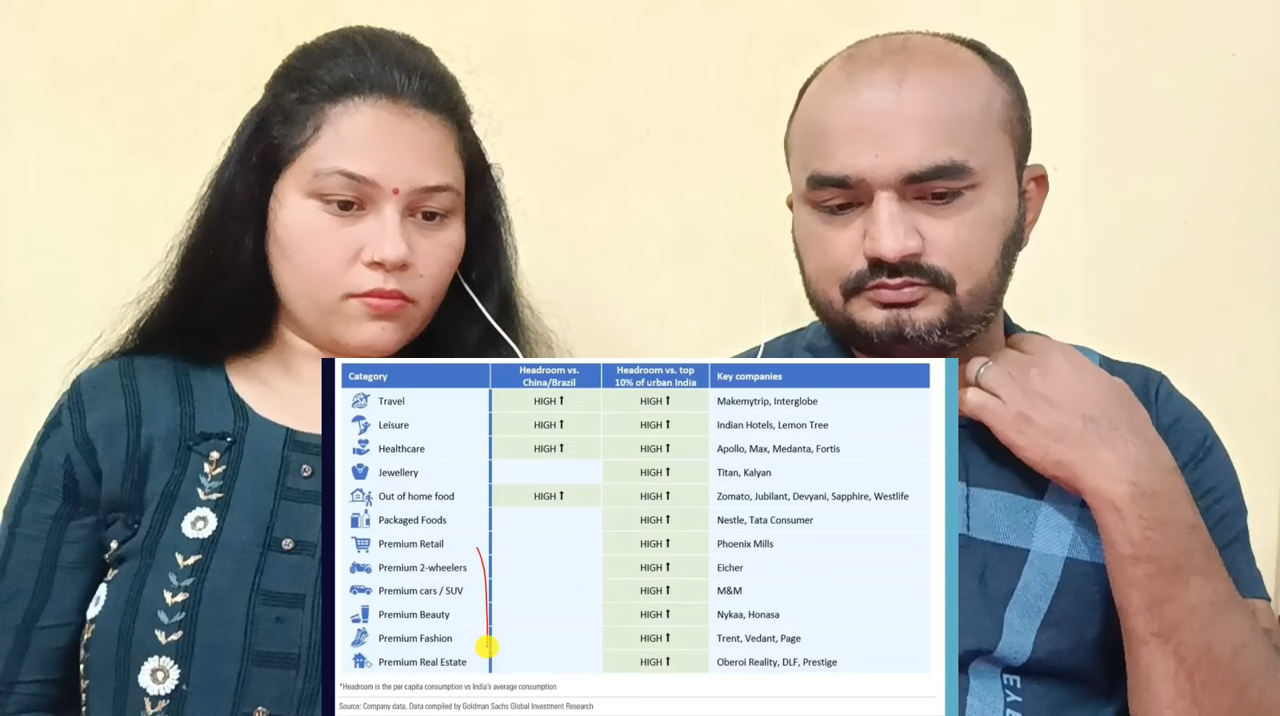 Category Headroom vs. China/Brazil Headroom vs. top 10% of urban India Key companies
Travel HIGH ⬆ HIGH ⬆ Makemytrip, Interglobe
Leisure HIGH ⬆ HIGH ⬆ Indian Hotels, Lemon Tree
Healthcare HIGH ⬆ HIGH ⬆ Apollo, Max, Medanta, Fortis
Jewellery HIGH ⬆ Titan, Kalyan
Out of home food HIGH ⬆ HIGH ⬆ Zomato, Jubilant, Devyani, Sapphire, Westlife
Packaged Foods HIGH ⬆ Nestle, Tata Consumer
Premium Retail HIGH ⬆ Phoenix Mills
Premium 2-wheelers HIGH ⬆ Eicher
Premium cars / SUV HIGH ⬆ M&M
Premium Beauty HIGH ⬆ Nykaa, Honasa
Premium Fashion HIGH ⬆ Trent, Vedant, Page
Premium Real Estate HIGH ⬆ Oberoi Reality, DLF, Prestige
*Headroom is the per capita consumption vs India's average consumption
Source: Company data, Data compiled by Goldman Sachs Global Investment Research